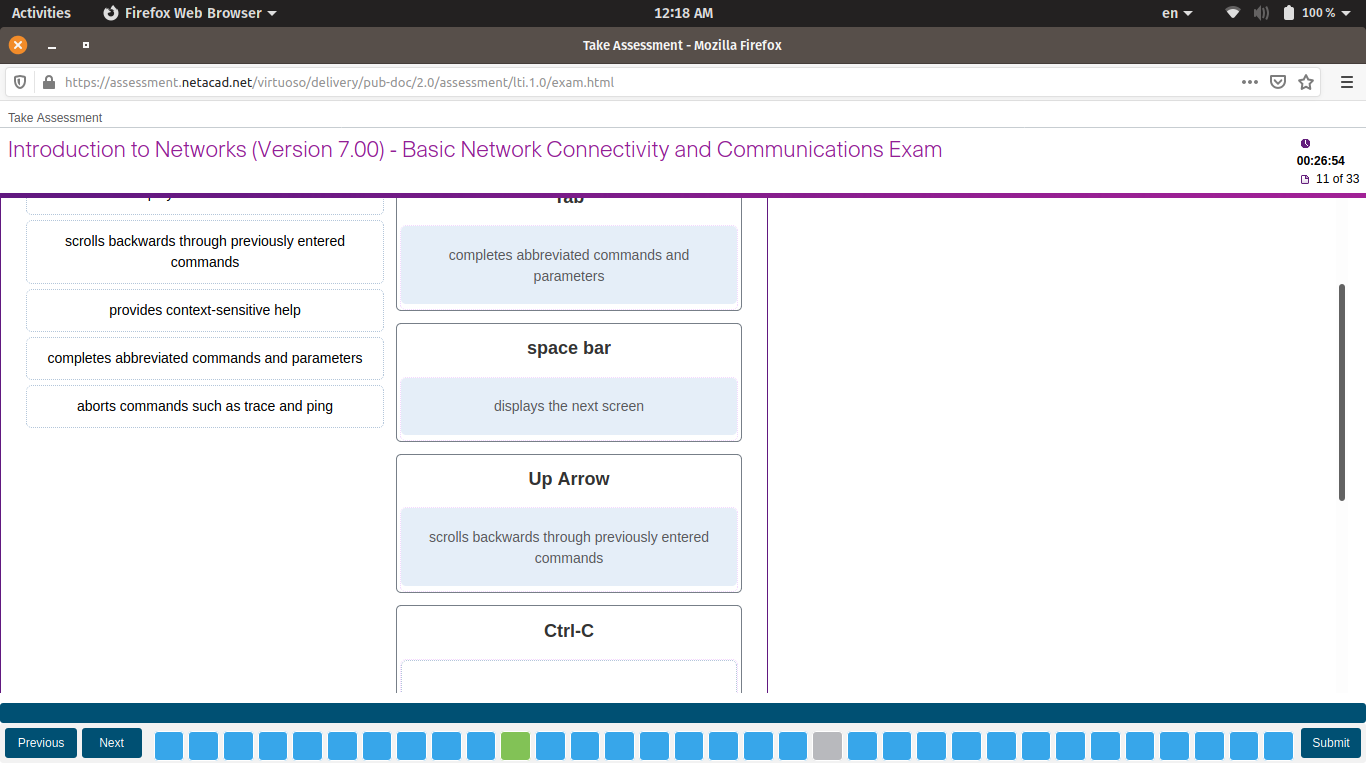 Activities Firefox Web Browser 12:18 AM en 100 %
Take Assessment - Mozilla Firefox
https://assessment.netacad.net/virtuoso/delivery/pub-doc/2.0/assessment/lti.1.0/exam.html
Take Assessment
Introduction to Networks (Version 7.00) - Basic Network Connectivity and Communications Exam
00:26:54
11 of 33
scrolls backwards through previously entered
commands
provides context-sensitive help
completes abbreviated commands and parameters
aborts commands such as trace and ping
Tab
completes abbreviated commands and
parameters
space bar
displays the next screen
Up Arrow
scrolls backwards through previously entered
commands
Ctrl-C
Previous Next Submit